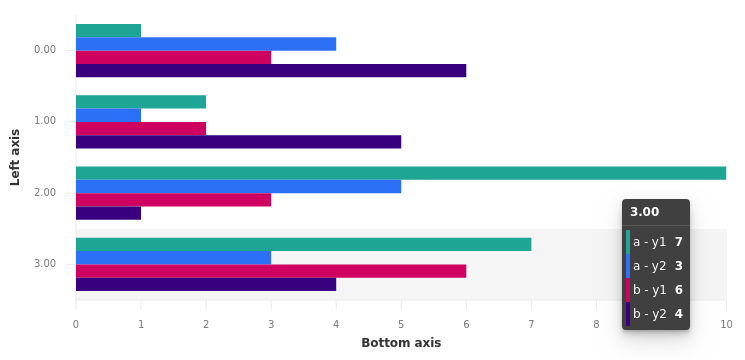 Left axis
0.00
1.00
2.00
3.00
3.00
a - y1 7
a - y2 3
b - y1 6
b - y2 4
0 1 2 3 4 5 6 7 8 10
Bottom axis